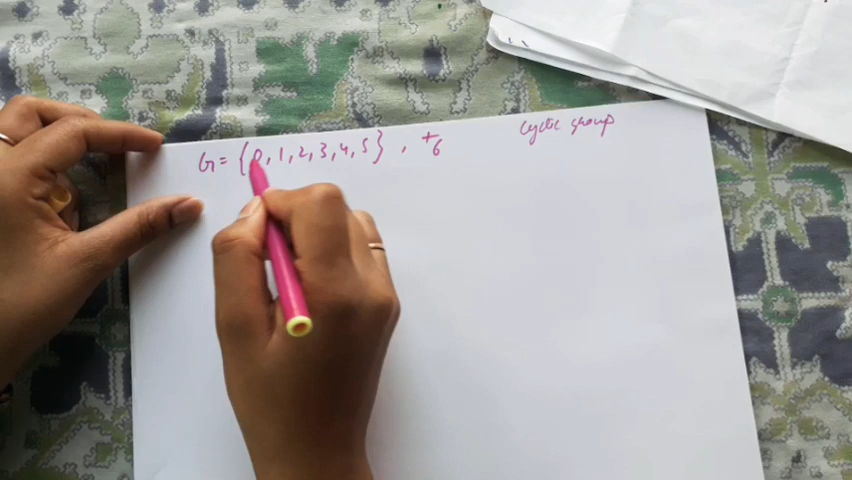 G = {0, 1, 2, 3, 4, 5} , +6 cyclic group